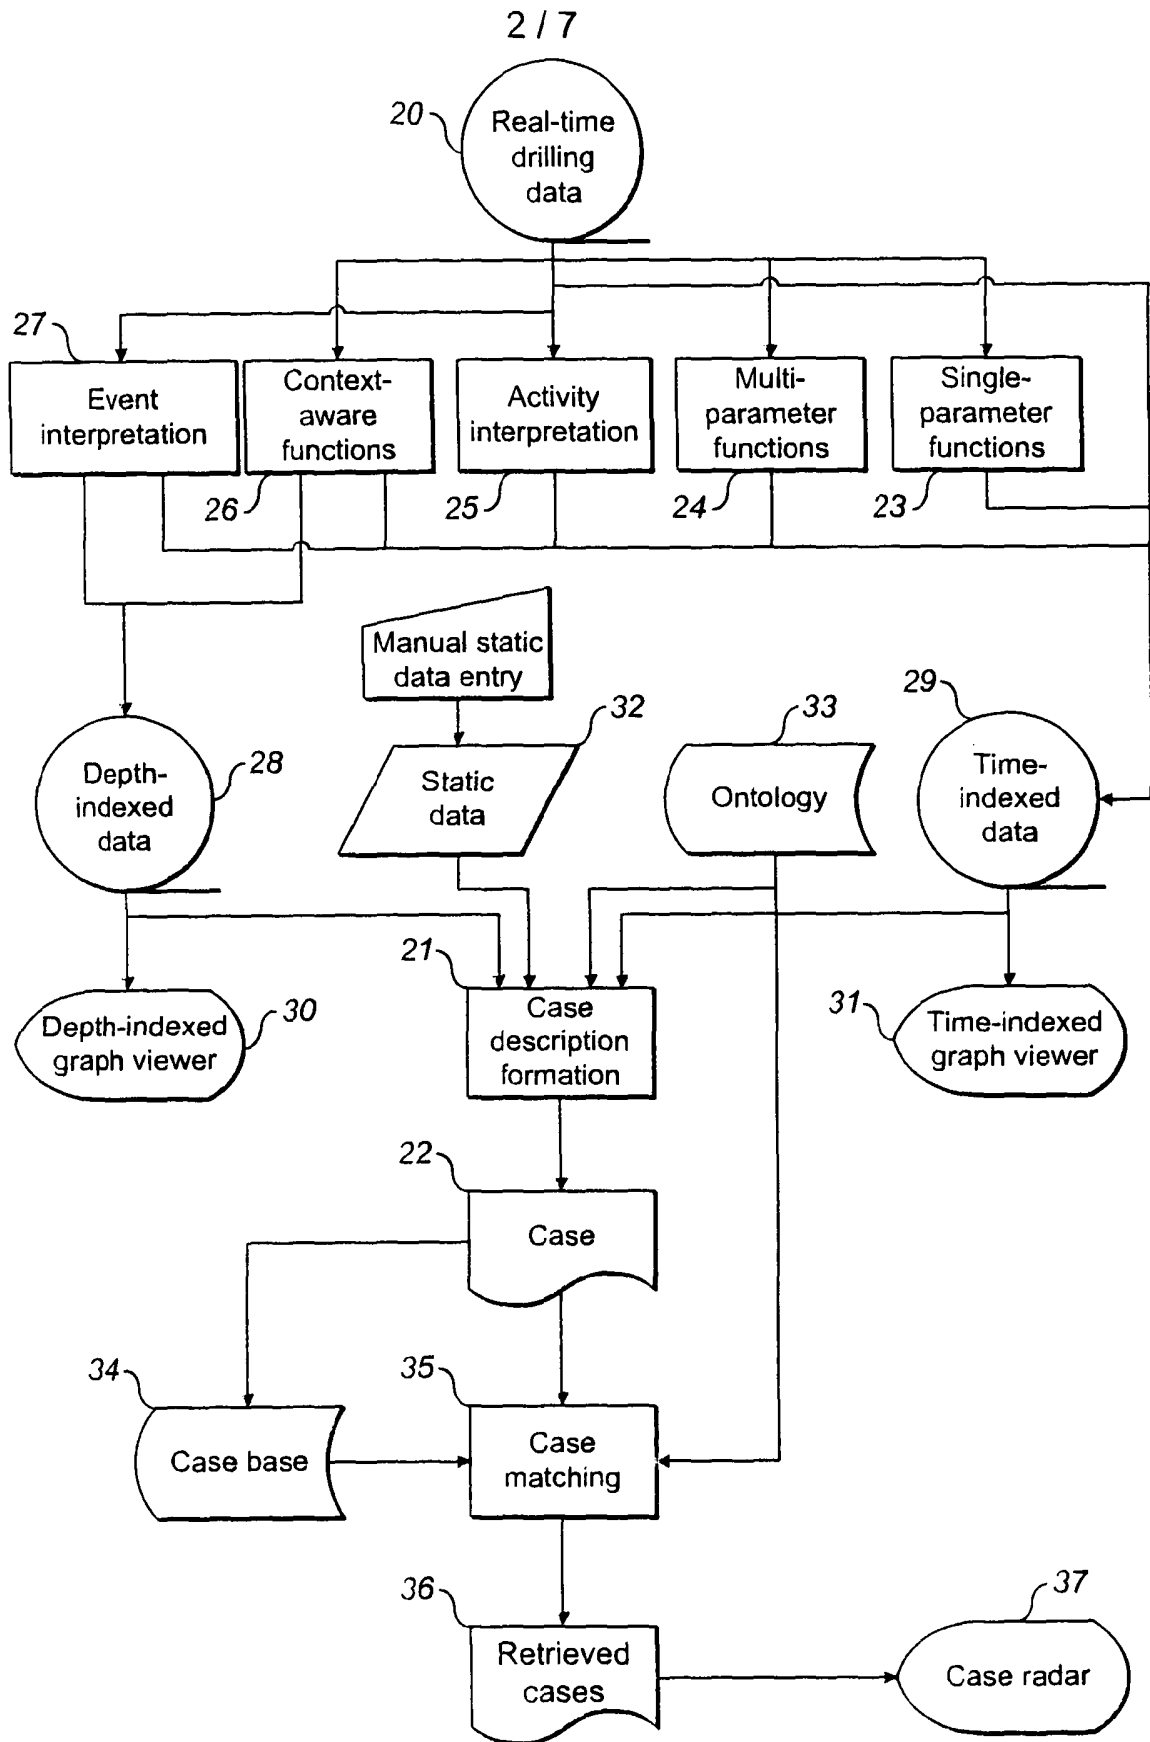 2 / 7
20
Real-time
drilling
data
27
Event
interpretation
Context-
aware
functions
26
Activity
interpretation
25
Multi-
parameter
functions
24
Single-
parameter
functions
23
Manual static
data entry
Depth-
indexed
data
28
Static
data
32
Ontology
33
29
Time-
indexed
data
21
Case
description
formation
Depth-indexed
graph viewer
30
31
Time-indexed
graph viewer
22
Case
34
Case base
35
Case
matching
36
Retrieved
cases
37
Case radar